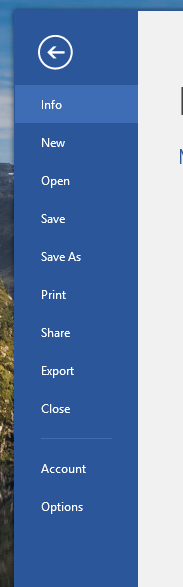 Info
New
Open
Save
Save As
Print
Share
Export
Close
Account
Options